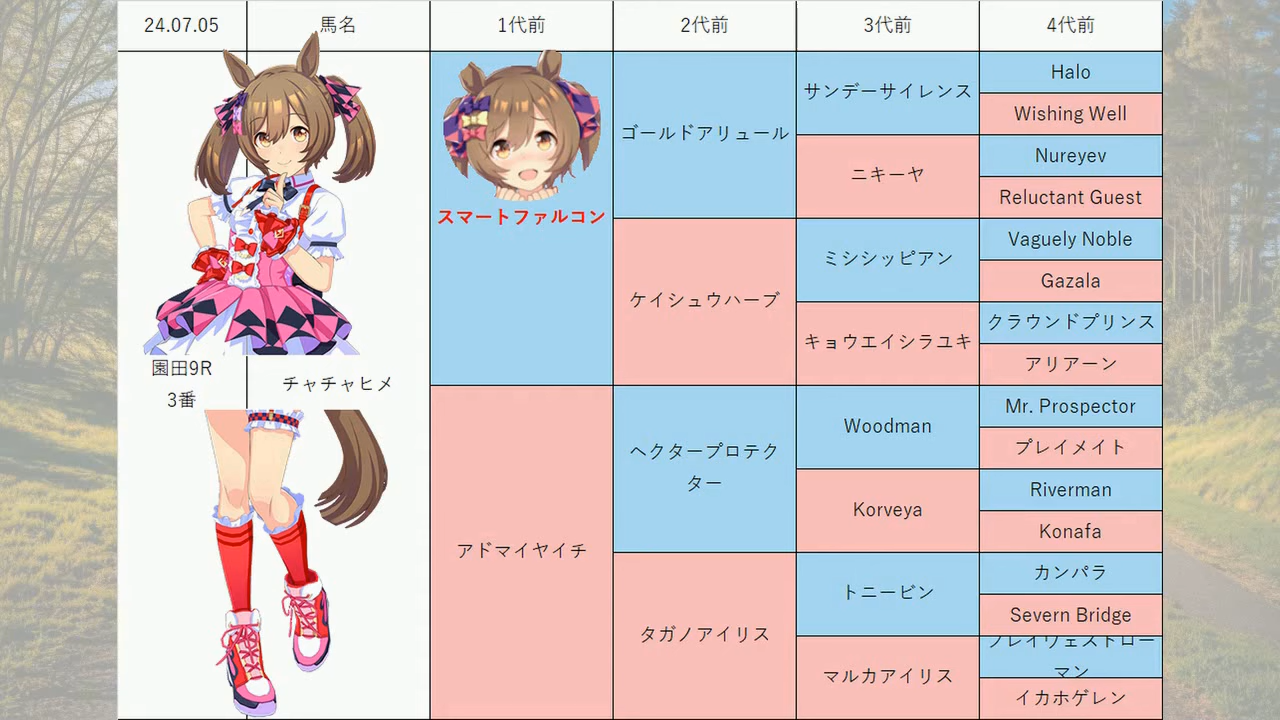 24.07.05 馬名 1代前 2代前 3代前 4代前
園田9R
3番
チャチャヒメ
スマートファルコン
アドマイヤイチ
ゴールドアリュール
ケイシュウハーブ
ヘクタープロテク
ター
タガノアイリス
サンデーサイレンス
ニキーヤ
ミシシッピアン
キョウエイシラユキ
Woodman
Korveya
トニービン
マルカアイリス
Halo
Wishing Well
Nureyev
Reluctant Guest
Vaguely Noble
Gazala
クラウンドプリンス
アリアーン
Mr. Prospector
プレイメイト
Riverman
Konafa
カンパラ
Severn Bridge
ブレイヴェストロー
マン
イカホゲレン